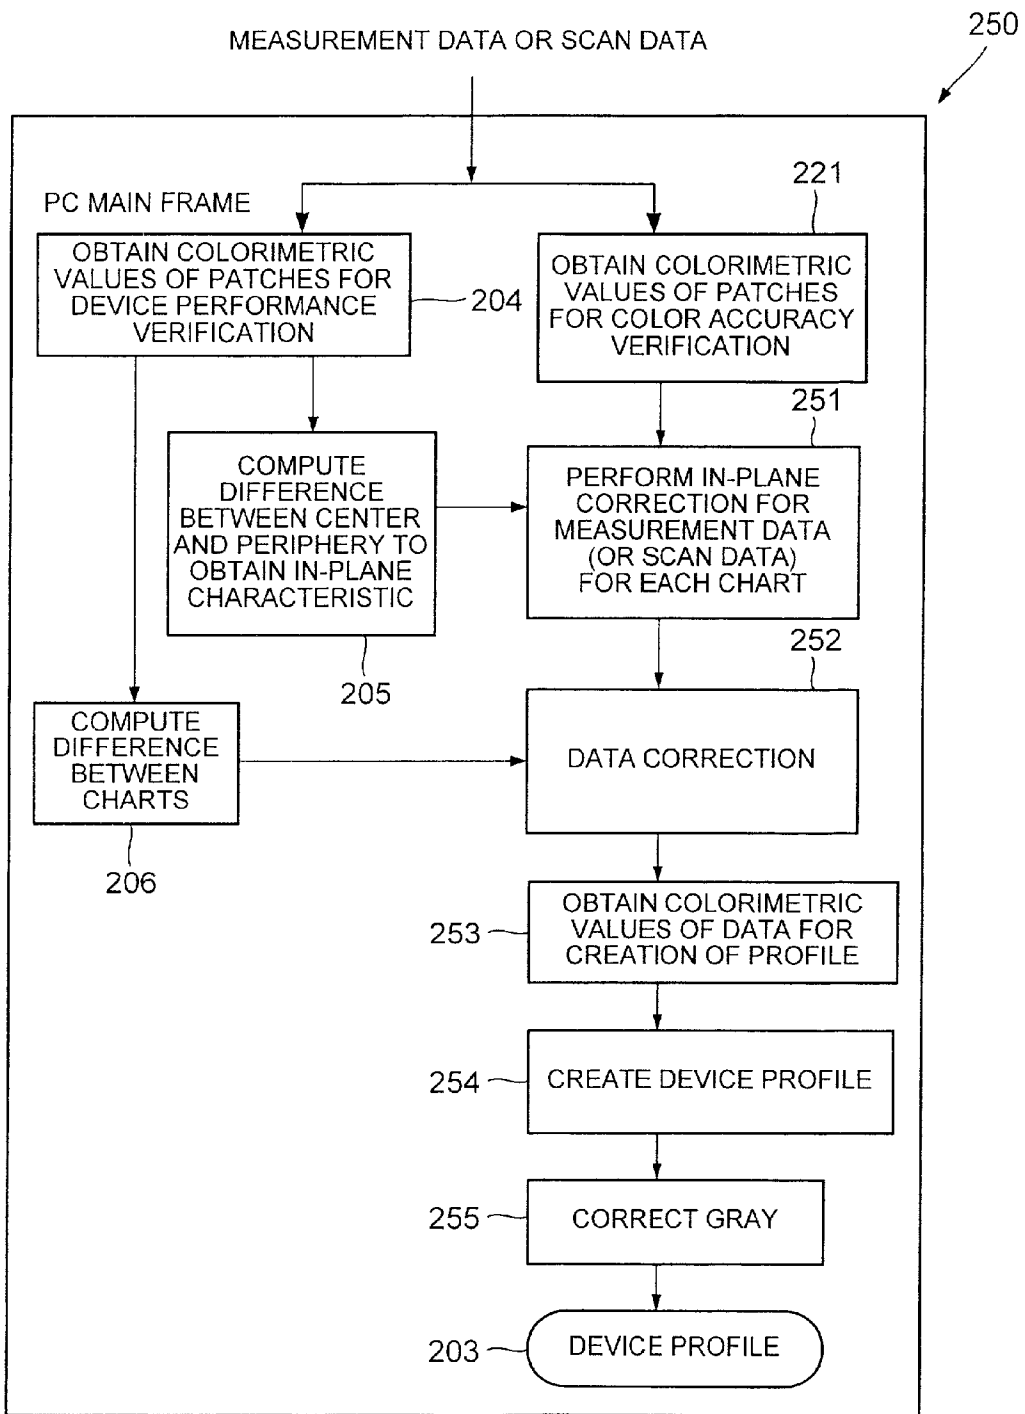 250
MEASUREMENT DATA OR SCAN DATA
221
PC MAIN FRAME
OBTAIN COLORIMETRIC
VALUES OF PATCHES FOR
DEVICE PERFORMANCE
VERIFICATION
204
OBTAIN COLORIMETRIC
VALUES OF PATCHES
FOR COLOR ACCURACY
VERIFICATION
251
COMPUTE
DIFFERENCE
BETWEEN CENTER
AND PERIPHERY TO
OBTAIN IN-PLANE
CHARACTERISTIC
205
PERFORM IN-PLANE
CORRECTION FOR
MEASUREMENT DATA
(OR SCAN DATA)
FOR EACH CHART
252
COMPUTE
DIFFERENCE
BETWEEN
CHARTS
206
DATA CORRECTION
253
OBTAIN COLORIMETRIC
VALUES OF DATA FOR
CREATION OF PROFILE
254
CREATE DEVICE PROFILE
255
CORRECT GRAY
203
DEVICE PROFILE